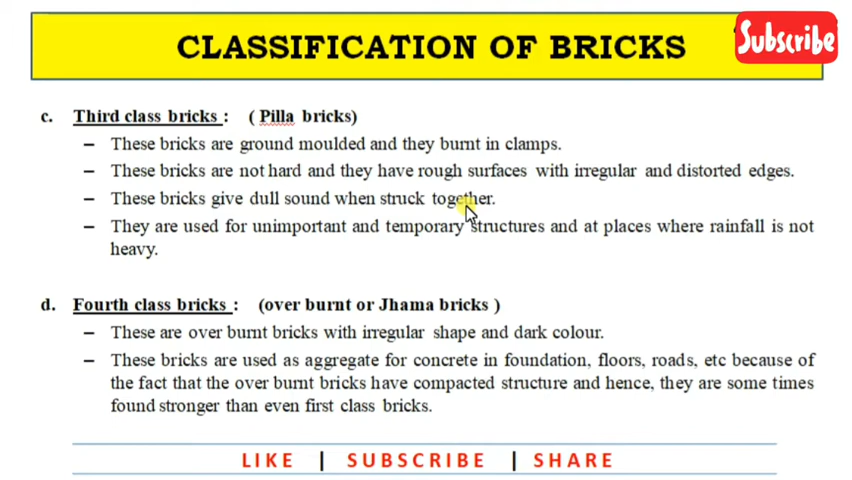 CLASSIFICATION OF BRICKS
Subscribe
c. Third class bricks : ( Pilla bricks)
– These bricks are ground moulded and they burnt in clamps.
– These bricks are not hard and they have rough surfaces with irregular and distorted edges.
– These bricks give dull sound when struck together.
– They are used for unimportant and temporary structures and at places where rainfall is not
heavy.
d. Fourth class bricks : (over burnt or Jhama bricks )
– These are over burnt bricks with irregular shape and dark colour.
– These bricks are used as aggregate for concrete in foundation, floors, roads, etc because of
the fact that the over burnt bricks have compacted structure and hence, they are some times
found stronger than even first class bricks.
LIKE | SUBSCRIBE | SHARE